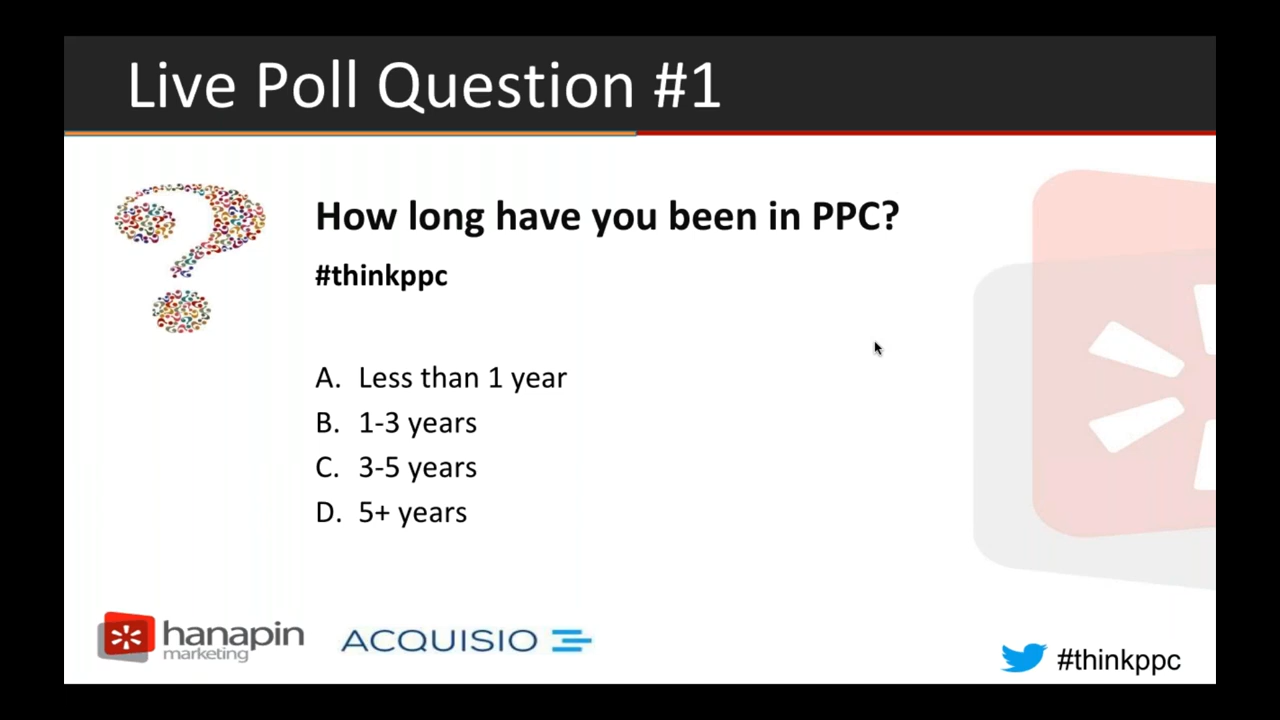 Live Poll Question #1
How long have you been in PPC?
#thinkppc
A. Less than 1 year
B. 1-3 years
C. 3-5 years
D. 5+ years
hanapin
marketing
ACQUISIO
#thinkppc